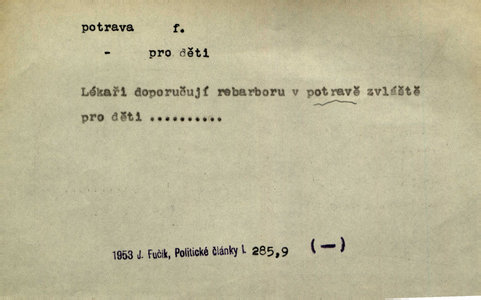 potrava f.
- pro děti
Lékaři doporučují rebarboru v potravě zvláště
pro děti ..........
1953 J. Fučík, Politické články I. 285,9 (—)